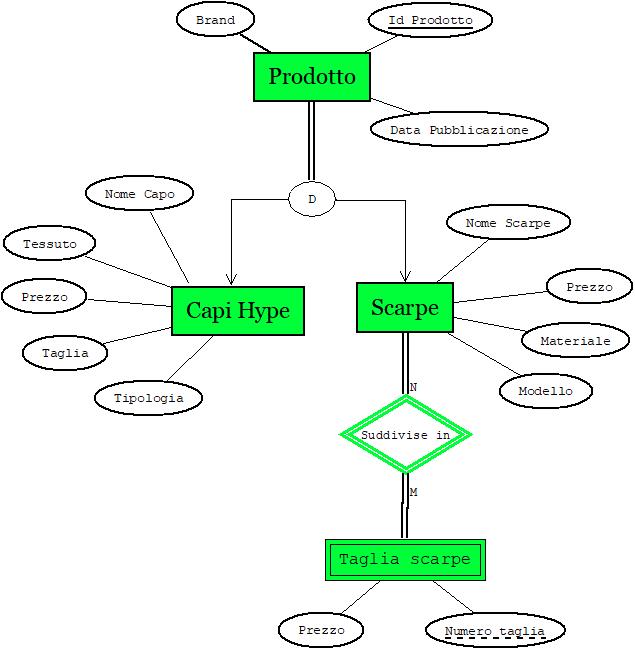 Brand
Id Prodotto
Prodotto
Data Pubblicazione
D
Nome Capo
Nome Scarpe
Tessuto
Prezzo
Prezzo
Capi Hype
Scarpe
Taglia
Materiale
Tipologia
Modello
N
Suddivise in
M
Taglia scarpe
Prezzo
Numero taglia